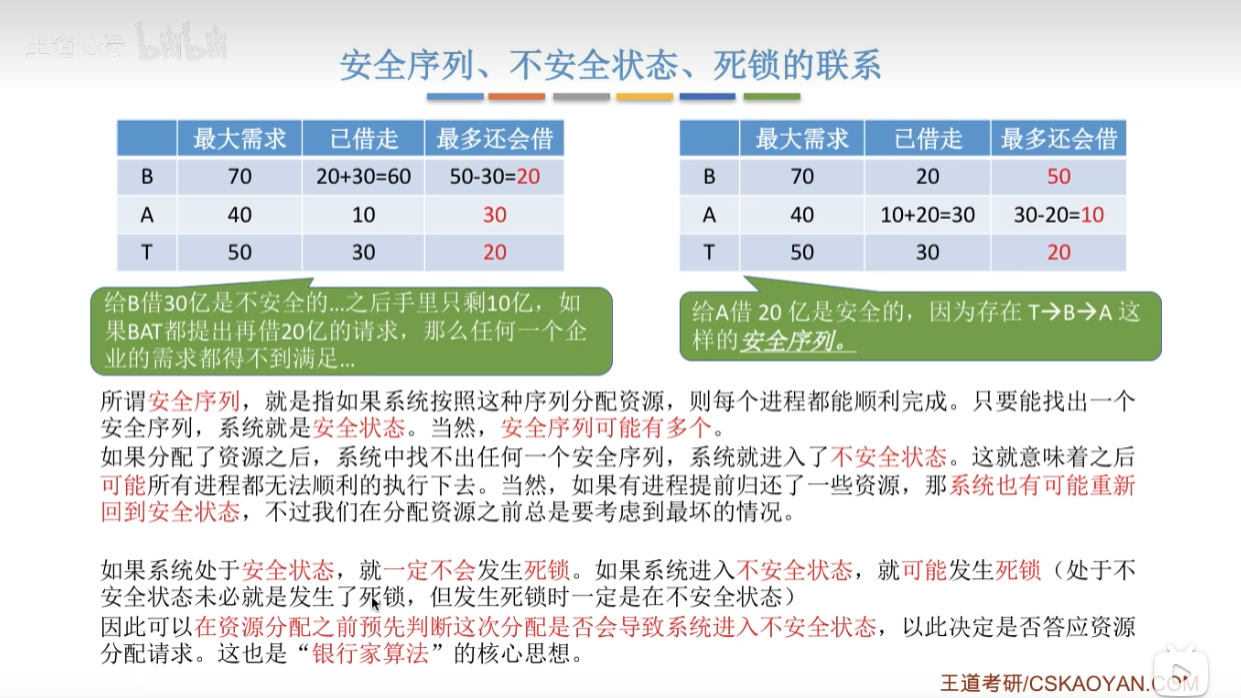 王道论坛 bilibili
安全序列、不安全状态、死锁的联系
最大需求 已借走 最多还会借
B 70 20+30=60 50-30=20
A 40 10 30
T 50 30 20
给B借30亿是不安全的...之后手里只剩10亿，如
果BAT都提出再借20亿的请求，那么任何一个企
业的需求都得不到满足...
最大需求 已借走 最多还会借
B 70 20 50
A 40 10+20=30 30-20=10
T 50 30 20
给A借 20 亿是安全的，因为存在 T→B→A 这
样的安全序列。
所谓安全序列，就是指如果系统按照这种序列分配资源，则每个进程都能顺利完成。只要能找出一个
安全序列，系统就是安全状态。当然，安全序列可能有多个。
如果分配了资源之后，系统中找不出任何一个安全序列，系统就进入了不安全状态。这就意味着之后
可能所有进程都无法顺利的执行下去。当然，如果有进程提前归还了一些资源，那系统也有可能重新
回到安全状态，不过我们在分配资源之前总是要考虑到最坏的情况。
如果系统处于安全状态，就一定不会发生死锁。如果系统进入不安全状态，就可能发生死锁（处于不
安全状态未必就是发生了死锁，但发生死锁时一定是在不安全状态）
因此可以在资源分配之前预先判断这次分配是否会导致系统进入不安全状态，以此决定是否答应资源
分配请求。这也是“银行家算法”的核心思想。
王道考研/CSKAOYAN.COM